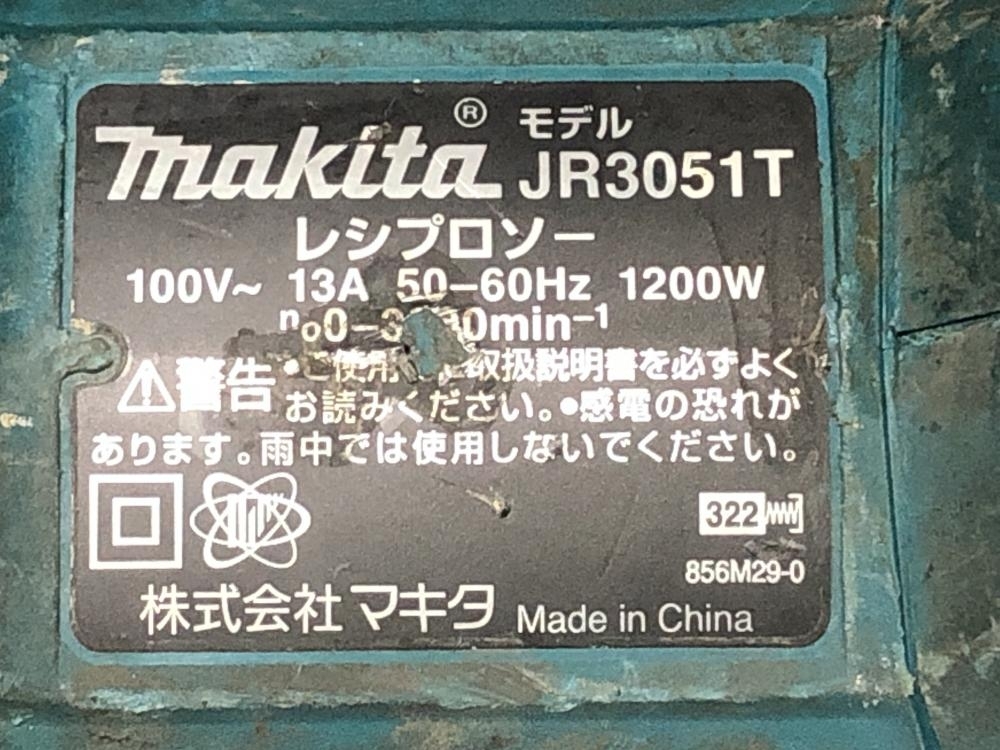 makita®
モデル
JR3051T
レシプロソー
100V~ 13A 50-60Hz 1200W
min⁻¹
⚠警告
取扱説明書を必ずよく
お読みください。●感電の恐れが
あります。雨中では使用しないでください。
322
856M29-0
株式会社マキタ Made in China